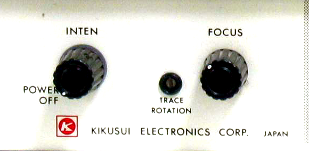 INTEN FOCUS
POWER
OFF
TRACE
ROTATION
K KIKUSUI ELECTRONICS CORP. JAPAN